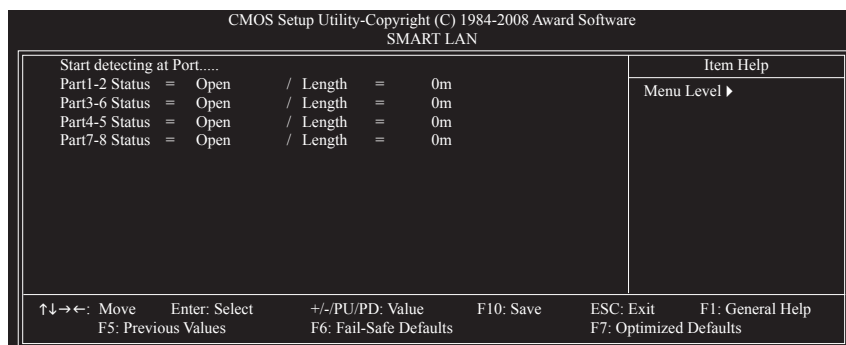 CMOS Setup Utility-Copyright (C) 1984-2008 Award Software
SMART LAN
Start detecting at Port.....
Part1-2 Status = Open / Length = 0m
Part3-6 Status = Open / Length = 0m
Part4-5 Status = Open / Length = 0m
Part7-8 Status = Open / Length = 0m
Item Help
Menu Level
↑↓→←: Move Enter: Select +/-/PU/PD: Value F10: Save ESC: Exit F1: General Help
F5: Previous Values F6: Fail-Safe Defaults F7: Optimized Defaults